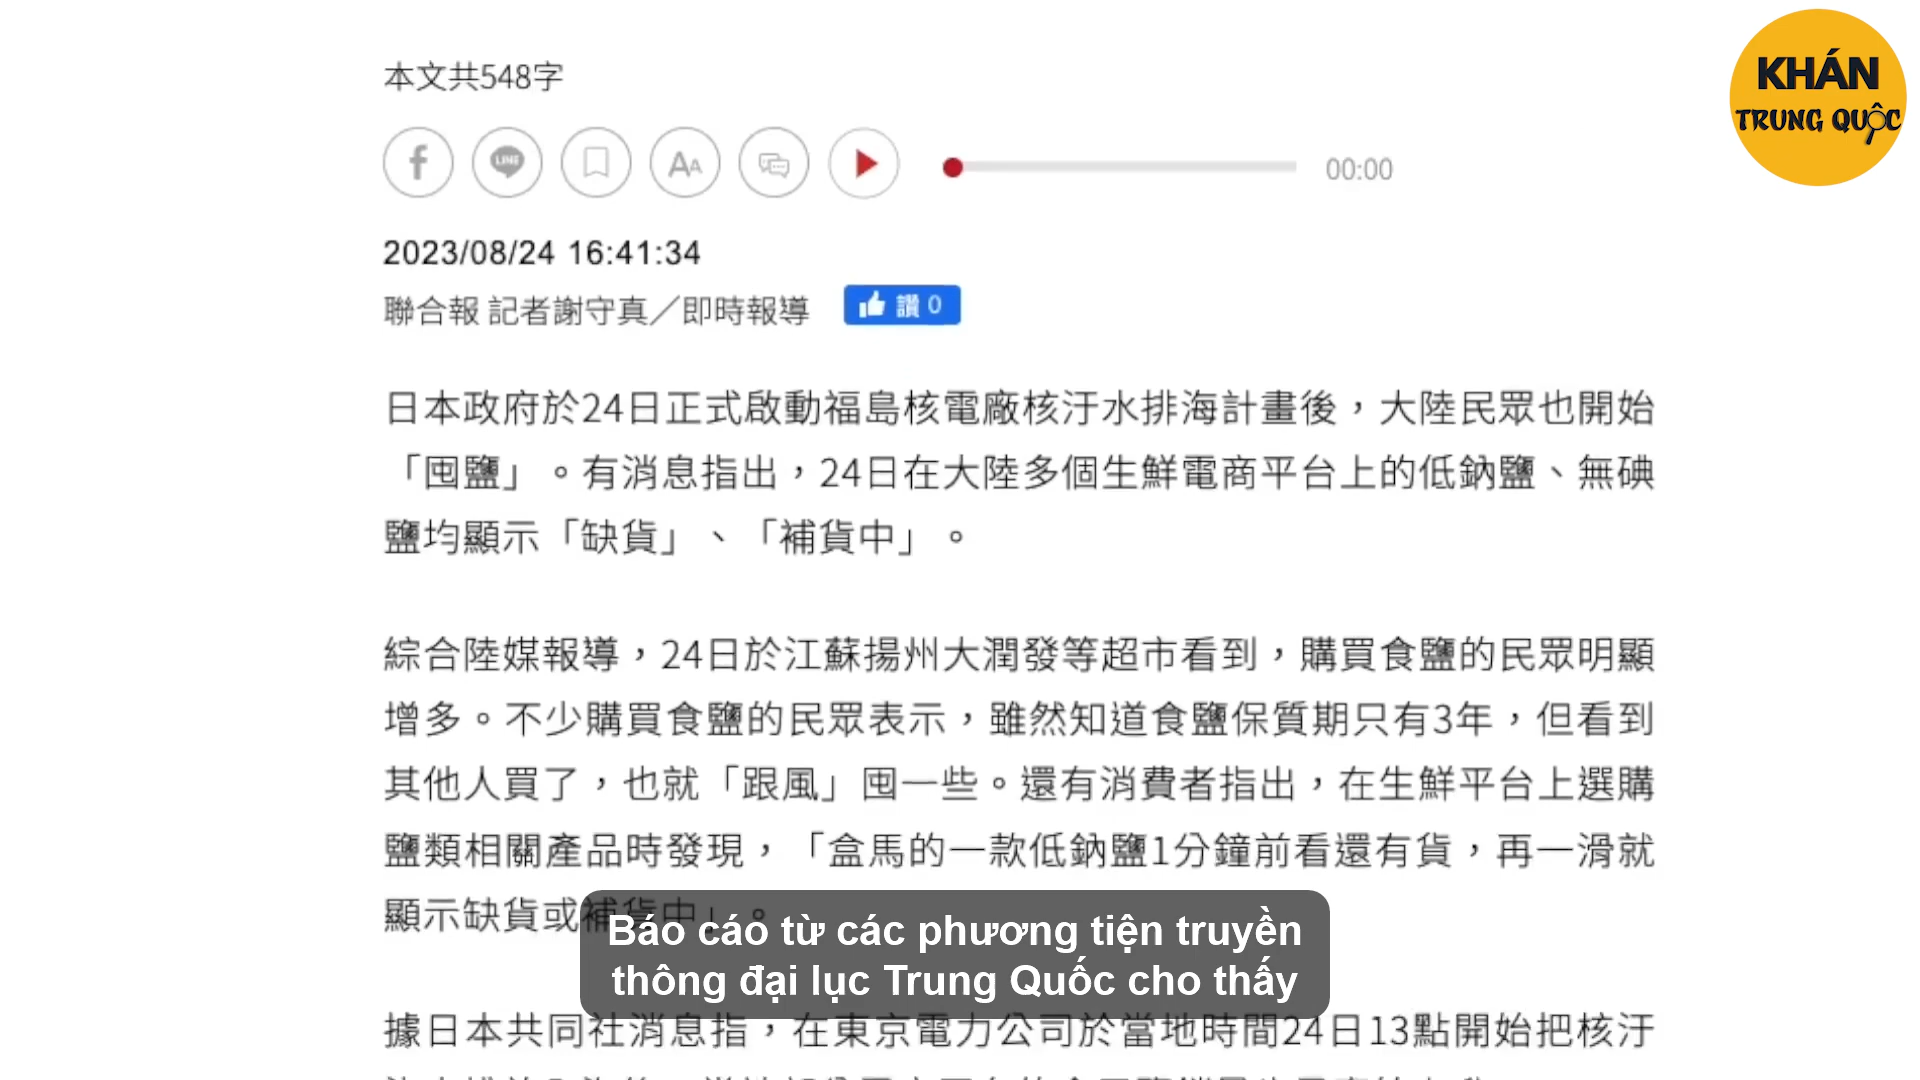 本文共548字
KHÁN
TRUNG QUỐC
LINE
AA
00:00
2023/08/24 16:41:34
聯合報 記者謝守真／即時報導
讚 0
日本政府於24日正式啟動福島核電廠核汙水排海計畫後，大陸民眾也開始
「囤鹽」。有消息指出，24日在大陸多個生鮮電商平台上的低鈉鹽、無碘
鹽均顯示「缺貨」、「補貨中」。
綜合陸媒報導，24日於江蘇揚州大潤發等超市看到，購買食鹽的民眾明顯
增多。不少購買食鹽的民眾表示，雖然知道食鹽保質期只有3年，但看到
其他人買了，也就「跟風」囤一些。還有消費者指出，在生鮮平台上選購
鹽類相關產品時發現，「盒馬的一款低鈉鹽1分鐘前看還有貨，再一滑就
顯示缺貨或補貨中」。
Báo cáo từ các phương tiện truyền
thông đại lục Trung Quốc cho thấy
據日本共同社消息指，在東京電力公司於當地時間24日13點開始把核汙